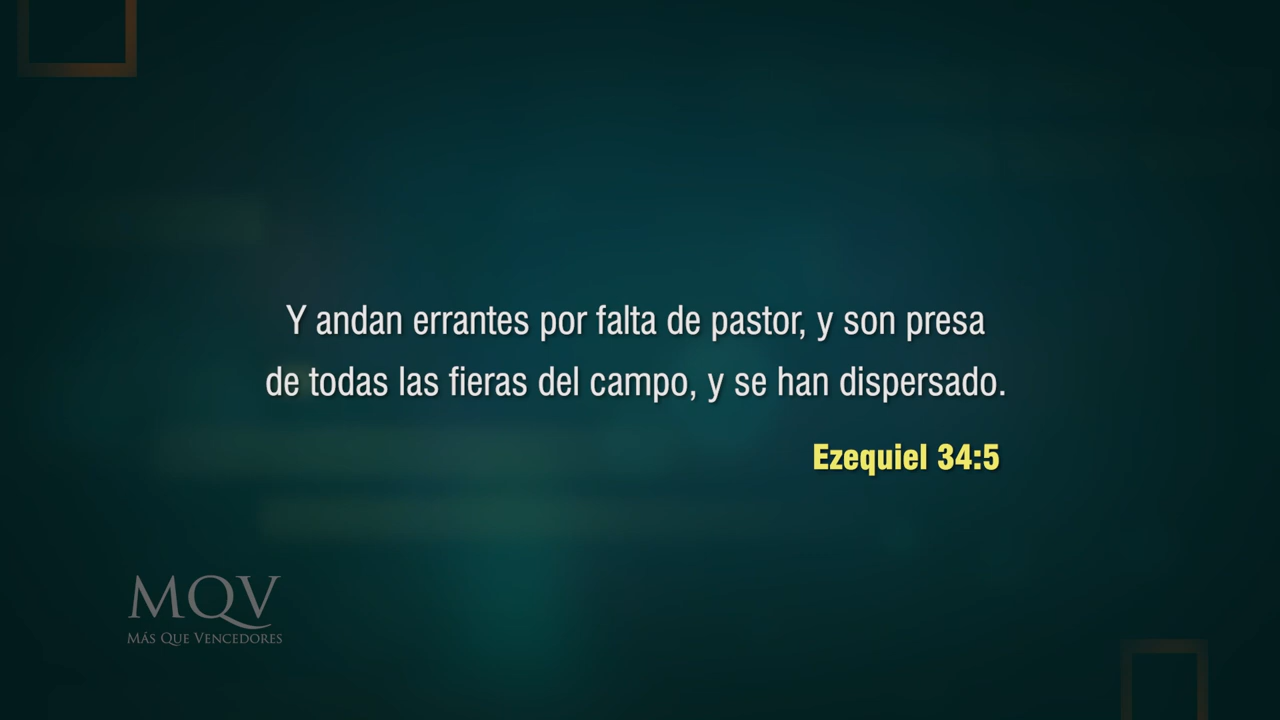 Y andan errantes por falta de pastor, y son presa
de todas las fieras del campo, y se han dispersado.
Ezequiel 34:5
MQV
MÁS QUE VENCEDORES